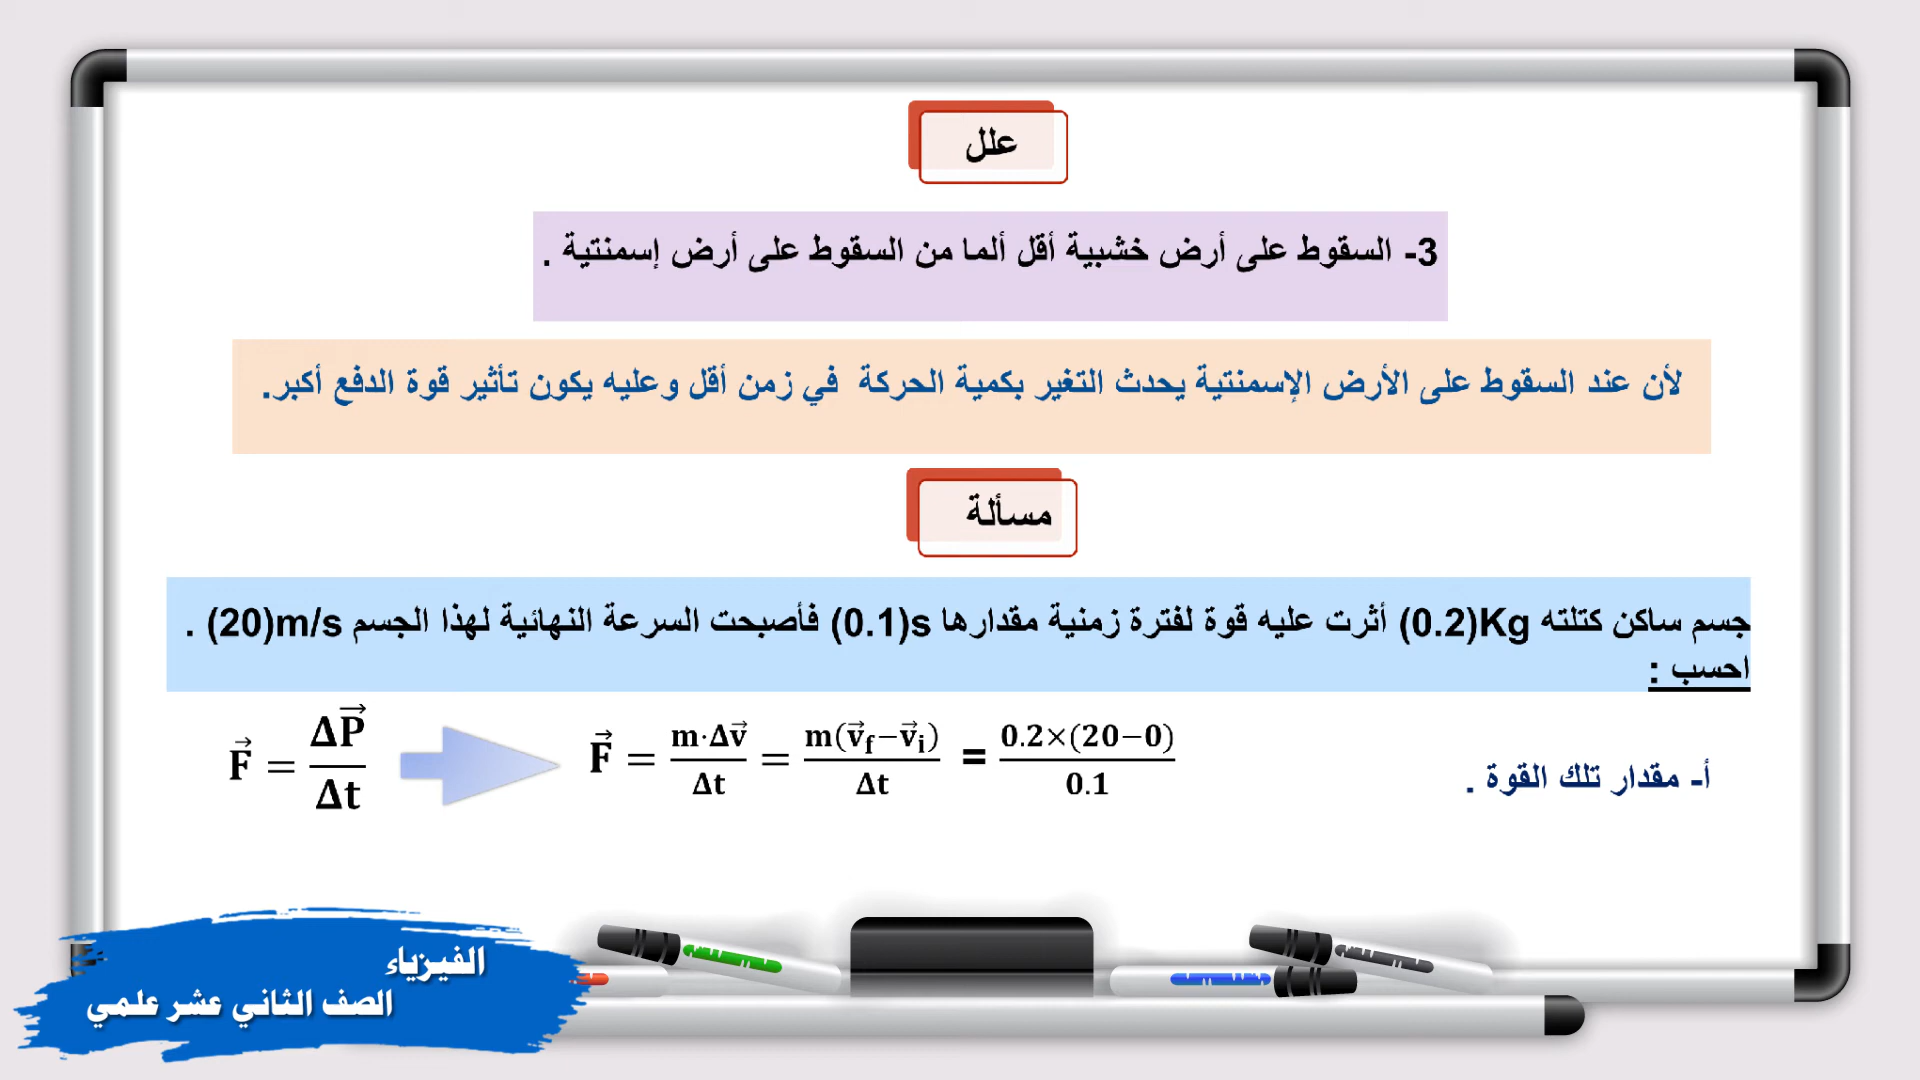 علل
3- السقوط على أرض خشبية أقل ألما من السقوط على أرض إسمنتية .
لأن عند السقوط على الأرض الإسمنتية يحدث التغير بكمية الحركة في زمن أقل وعليه يكون تأثير قوة الدفع أكبر.
مسألة
جسم ساكن كتلته (0.2)Kg أثرت عليه قوة لفترة زمنية مقدارها (0.1)s فأصبحت السرعة النهائية لهذا الجسم (20)m/s .
احسب :
أ- مقدار تلك القوة .
F⃗ = ΔP⃗ / Δt
F⃗ = m·Δv⃗ / Δt = m(v⃗f−v⃗i) / Δt = 0.2×(20−0) / 0.1
الفيزياء
الصف الثاني عشر علمي